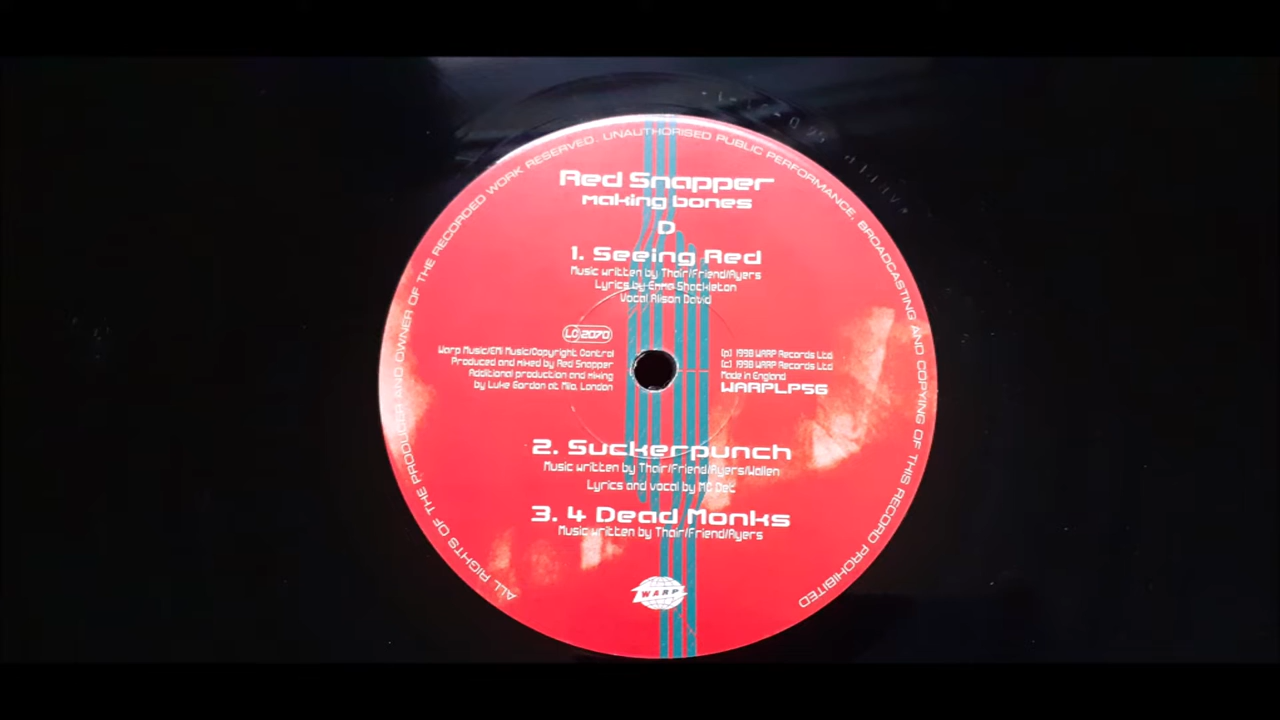 ALL RIGHTS OF THE PRODUCER AND OWNER OF THE RECORDED WORK RESERVED. UNAUTHORISED PUBLIC PERFORMANCE, BROADCASTING AND COPYING OF THIS RECORD PROHIBITED
Red Snapper
Making bones
D
1. Seeing Red
Music written by Thair/Friend/Ayers
Lyrics by Emma Shackleton
Vocal Alison David
LC 2070
Warp Music/EMI Music/Copyright Control
Produced and mixed by Red Snapper
Additional production and mixing
by Luke Gordon at Milo, London
(p) 1998 WARP Records Ltd
(c) 1998 WARP Records Ltd
Made in England
WARPLP56
2. Suckerpunch
Music written by Thair/Friend/Ayers/Wallen
Lyrics and vocal by MC Det
3. 4 Dead Monks
Music written by Thair/Friend/Ayers
WARP